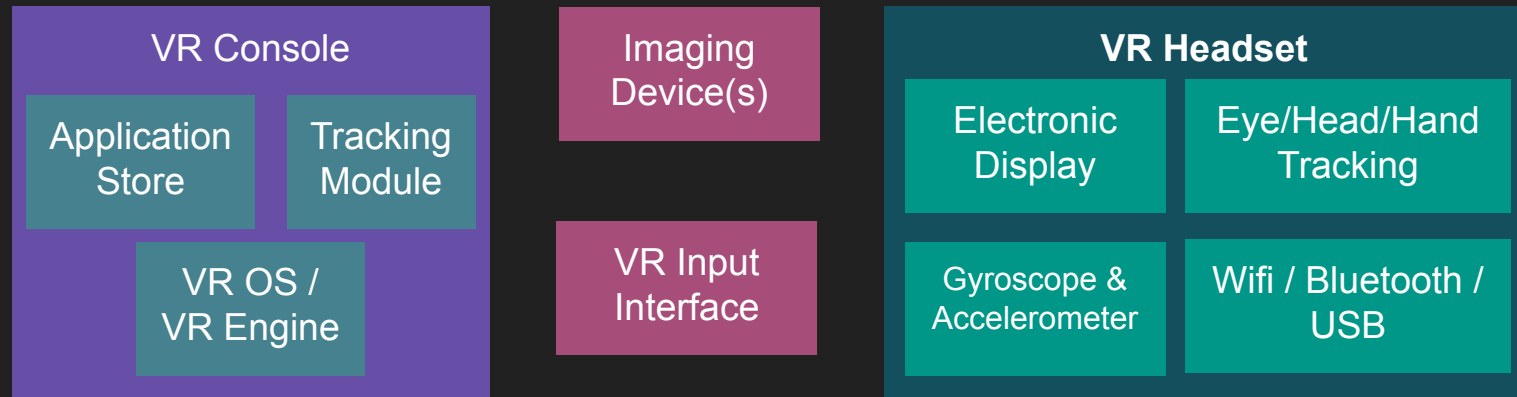 VR Console
Application
Store
Tracking
Module
VR OS /
VR Engine
Imaging
Device(s)
VR Input
Interface
VR Headset
Electronic
Display
Eye/Head/Hand
Tracking
Gyroscope &
Accelerometer
Wifi / Bluetooth /
USB